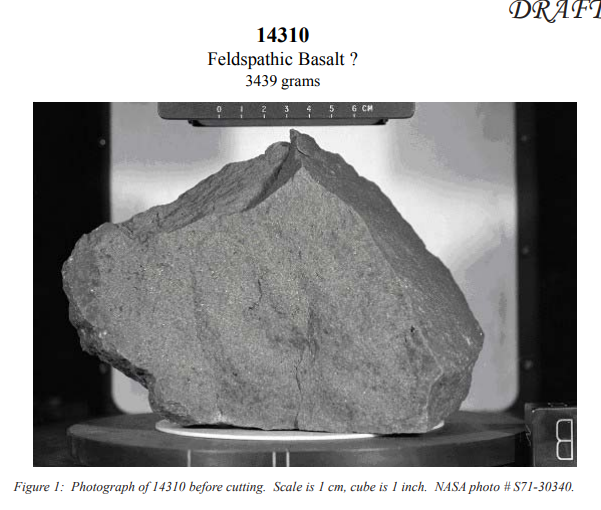 DRAFT
14310
Feldspathic Basalt ?
3439 grams
0 1 2 3 4 5 6 CM
B
Figure 1: Photograph of 14310 before cutting. Scale is 1 cm, cube is 1 inch. NASA photo # S71-30340.